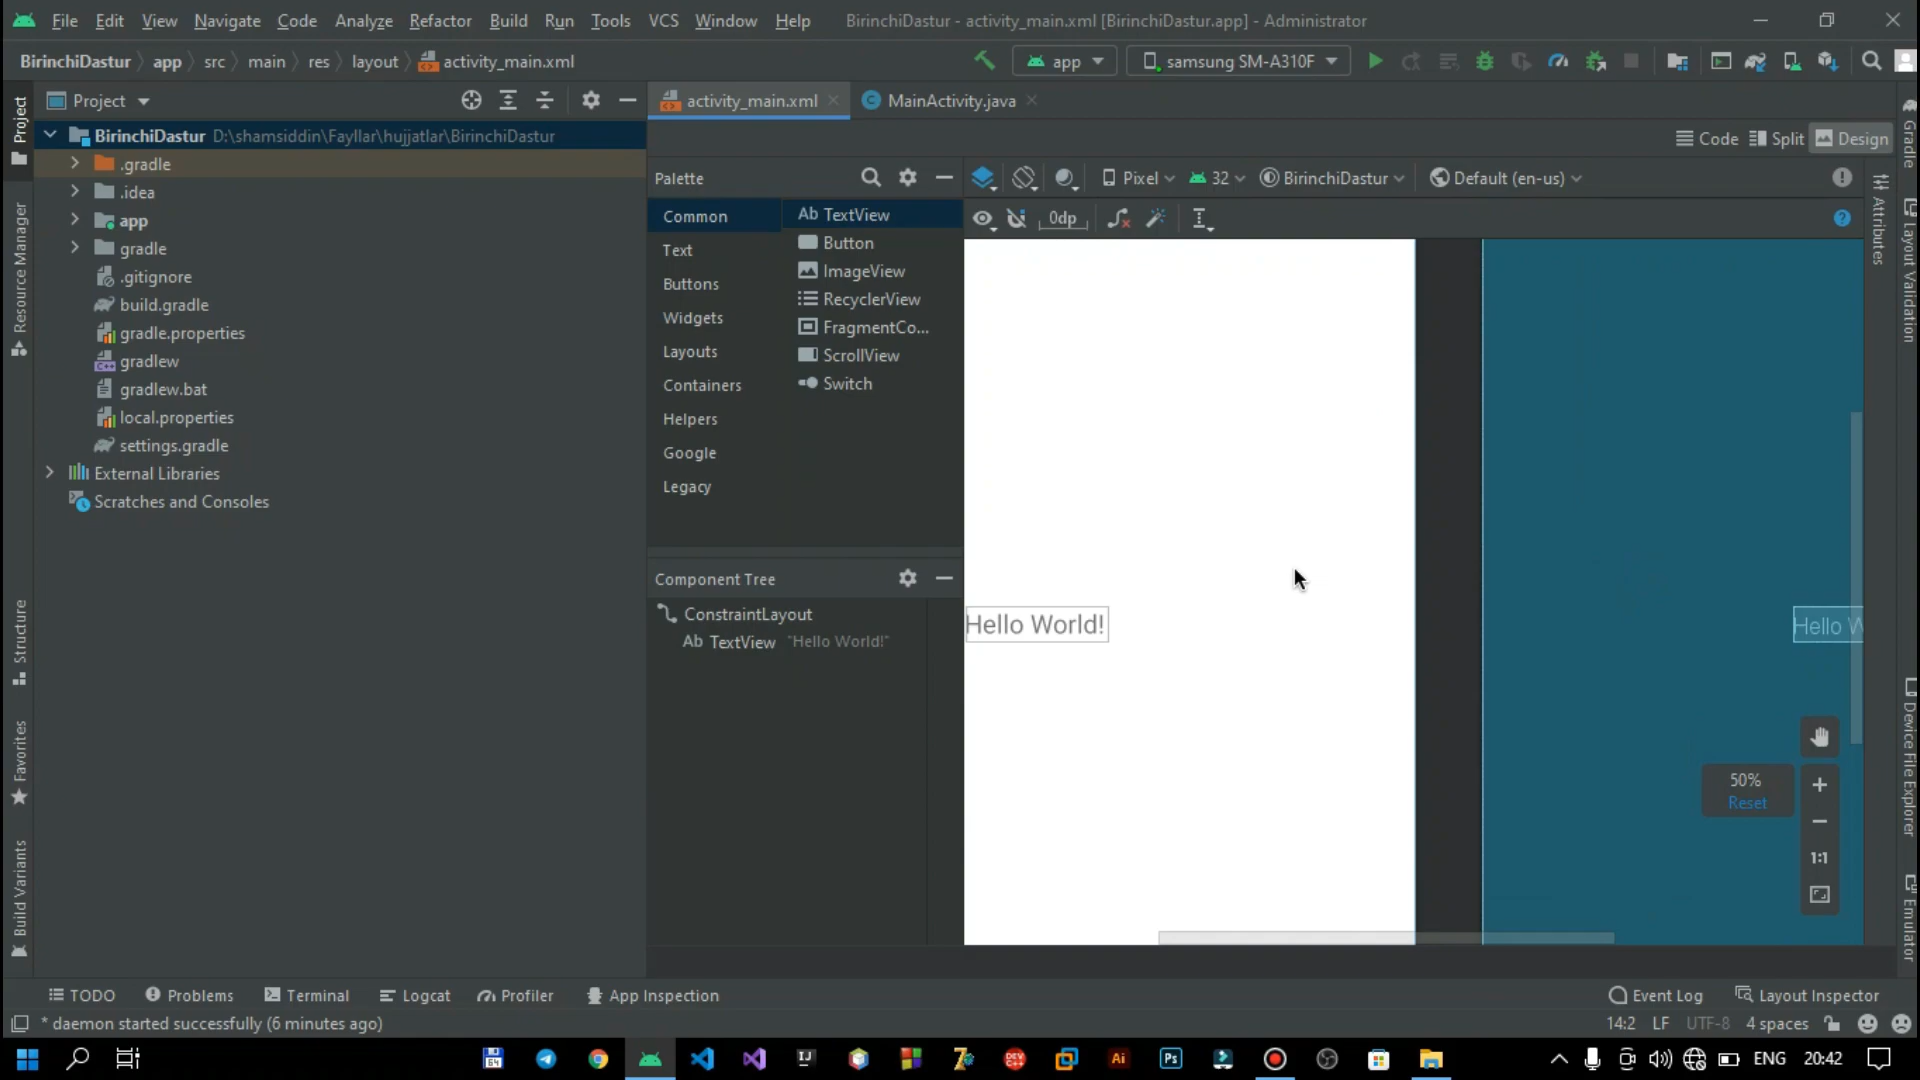 File Edit View Navigate Code Analyze Refactor Build Run Tools VCS Window Help BirinchiDastur - activity_main.xml [BirinchiDastur.app] - Administrator
BirinchiDastur app src main res layout activity_main.xml app samsung SM-A310F
Project activity_main.xml MainActivity.java
BirinchiDastur D:\shamsiddin\Fayllar\hujjatlar\BirinchiDastur
.gradle
.idea
app
gradle
.gitignore
build.gradle
gradle.properties
gradlew
gradlew.bat
local.properties
settings.gradle
External Libraries
Scratches and Consoles
Code Split Design
Palette
Common
Text
Buttons
Widgets
Layouts
Containers
Helpers
Google
Legacy
Ab TextView
Button
ImageView
RecyclerView
FragmentCo...
ScrollView
Switch
Pixel 32 BirinchiDastur Default (en-us)
0dp
Component Tree
ConstraintLayout
Ab TextView "Hello World!"
Hello World!
Hello W
50%
Reset
1:1
Project
Resource Manager
Structure
Favorites
Build Variants
Attributes
Gradle
Layout Validation
Device File Explorer
Emulator
TODO Problems Terminal Logcat Profiler App Inspection Event Log Layout Inspector
* daemon started successfully (6 minutes ago) 14:2 LF UTF-8 4 spaces
64 IJ DEV C++ Ai Ps ENG 20:42